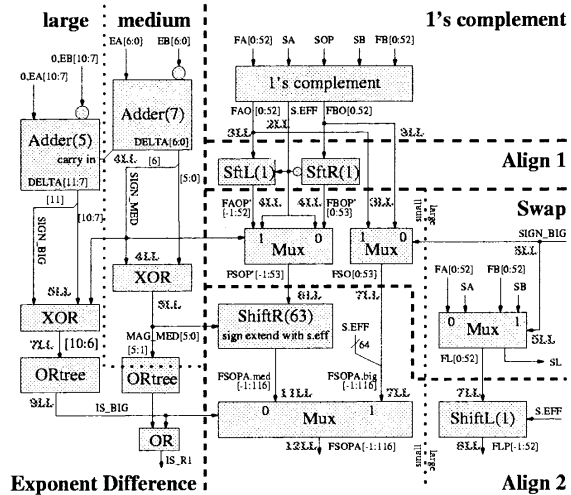 large
medium
1's complement
EA[6:0]
EB[6:0]
FA[0:52]
SA
SOP
SB
FB[0:52]
0,EB[10:7]
0,EA[10:7]
1's complement
Adder(7)
FAO [0:52]
S.EFF
FBO[0:52]
2LL
Adder(5)
DELTA[6:0]
3LL
3LL
carry in
4LL
[6]
Align 1
SftL(1)
SftR(1)
DELTA[11:7]
[5:0]
[11]
SIGN_MED
FAOP'
[-1:52]
4LL
4LL
FBOP'
[0:53]
3LL
small
large
Swap
[10:7]
SIGN_BIG
SIGN_BIG
1
0
Mux
1
0
Mux
5LL
4LL
XOR
FSOP' [-1:53]
FSO[0:53]
FA[0:52]
FB[0:52]
5LL
5LL
6LL
7LL
SA
SB
XOR
ShiftR(63)
sign extend with s.eff
S.EFF
0
1
Mux
5LL
7LL
[10:6]
MAG_MED[5:0]
[5:1]
64
FL[0:52]
SL
ORtree
ORtree
FSOPA.med
[-1:116]
11LL
FSOPA.big
[-1:116]
7LL
7LL
9LL
IS_BIG
0
1
Mux
ShiftL(1)
S.EFF
OR
12LL
FSOPA[-1:116]
small
large
8LL
FLP[-1:52]
IS_R1
Exponent Difference
Align 2